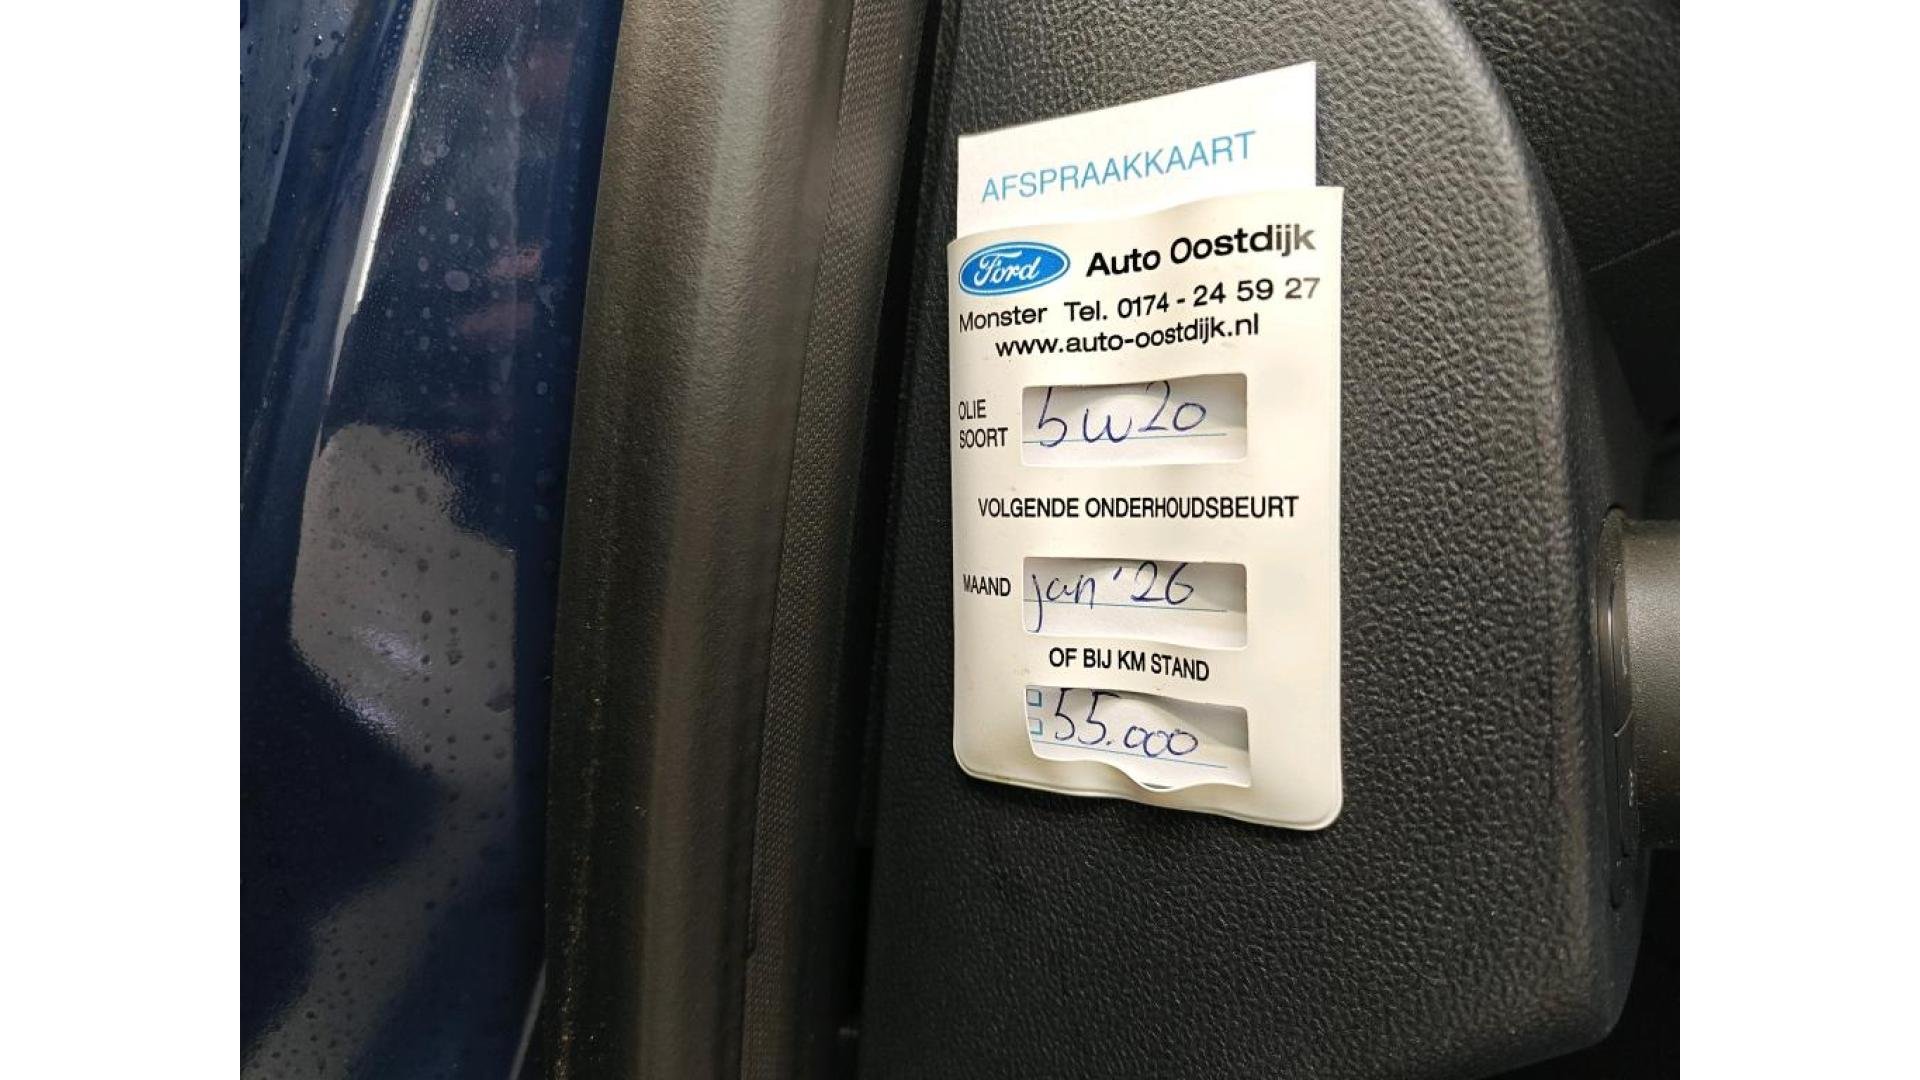 AFSPRAAKKAART
Ford Auto Oostdijk
Monster Tel. 0174 - 24 59 27
www.auto-oostdijk.nl
OLIE
SOORT
5w20
VOLGENDE ONDERHOUDSBEURT
MAAND
jan '26
OF BIJ KM STAND
55.000